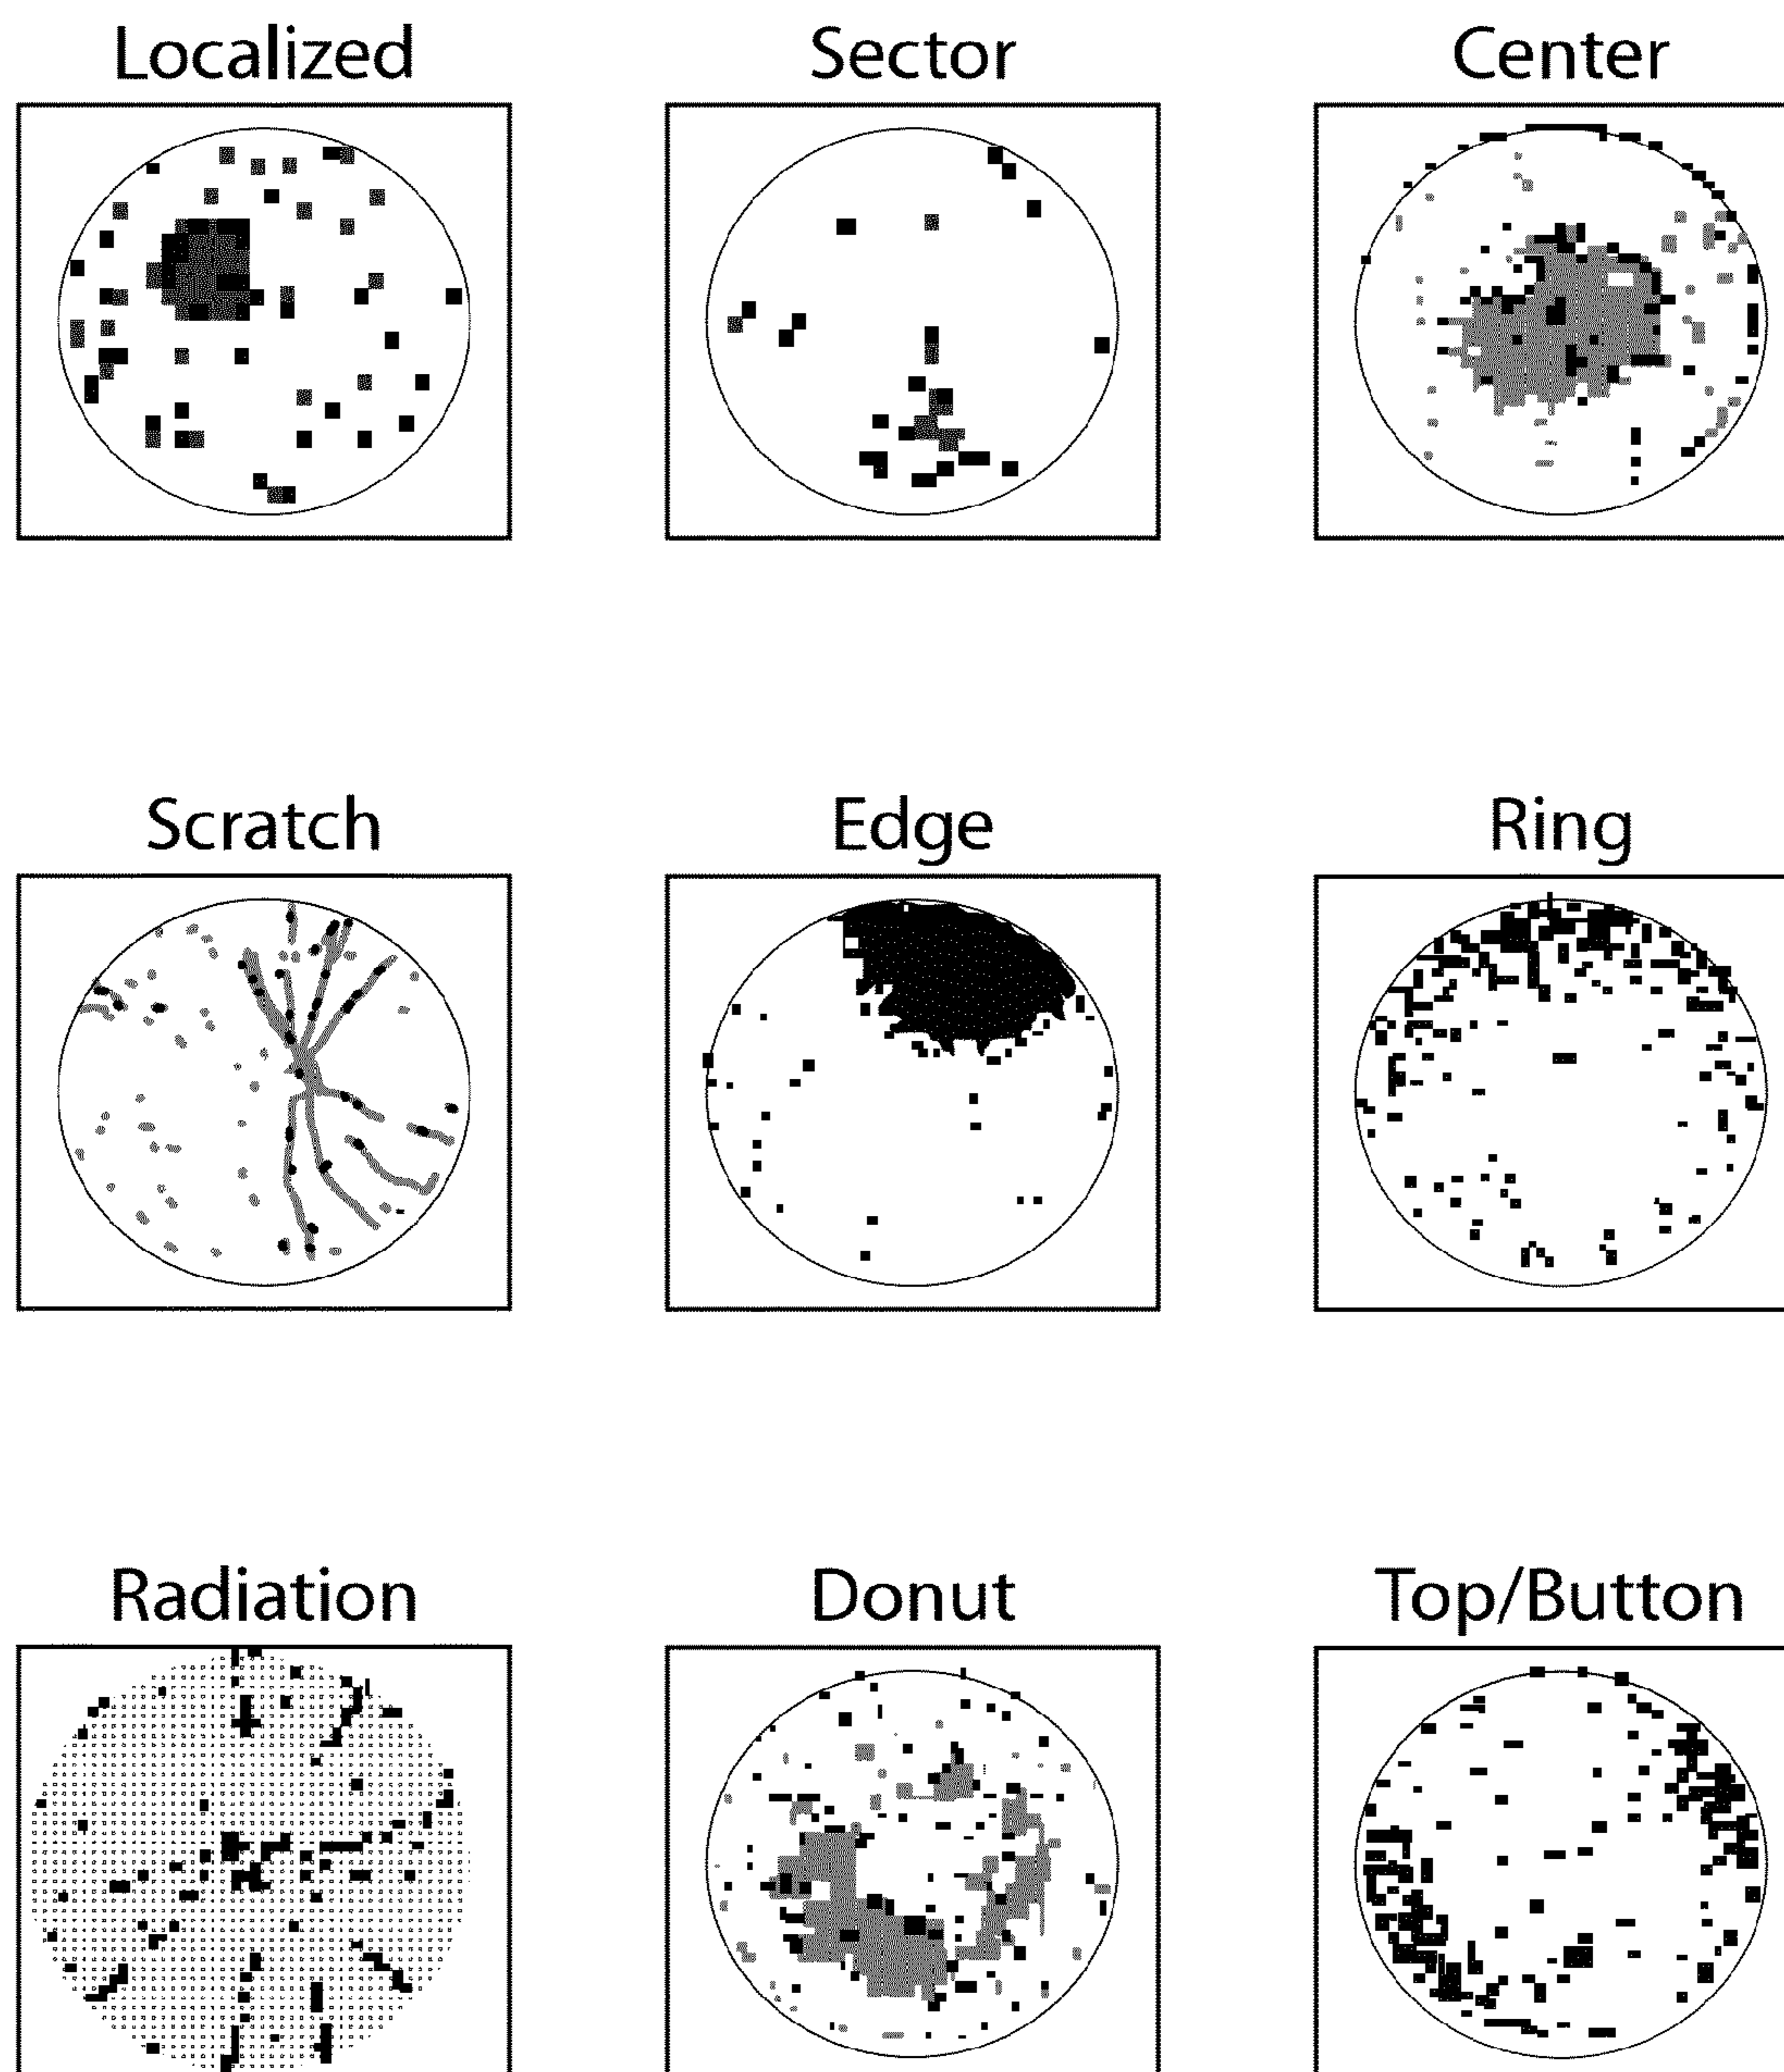 Localized
Sector
Center
Scratch
Edge
Ring
Radiation
Donut
Top/Button